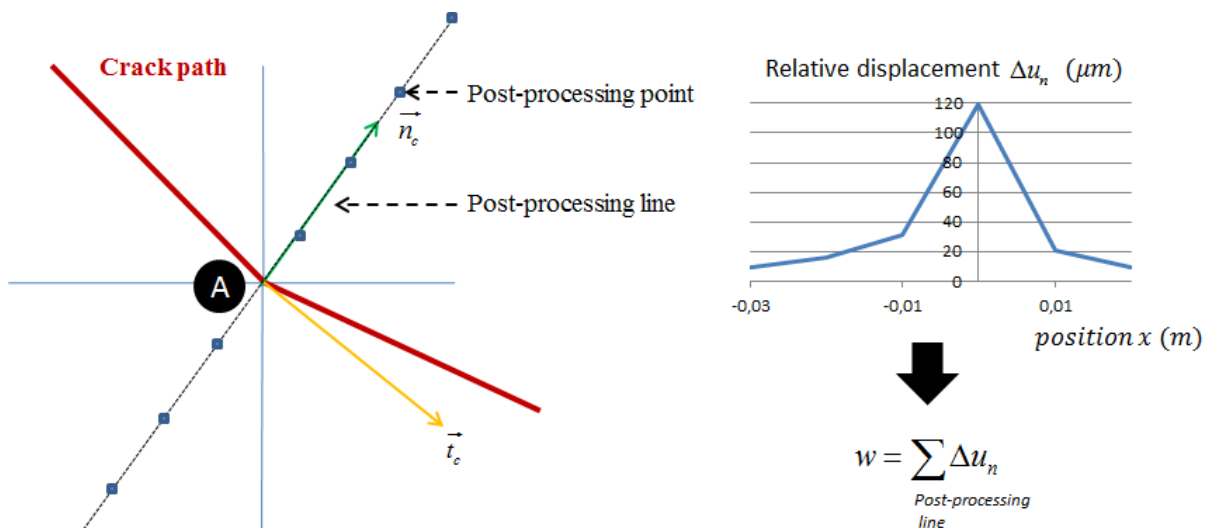 Crack path
Post-processing point
n_c
Post-processing line
A
t_c
Relative displacement Δu_n (μm)
120
100
80
60
40
20
0
-0,03
-0,01
0,01
position x (m)
w = ∑ Δu_n
Post-processing
line